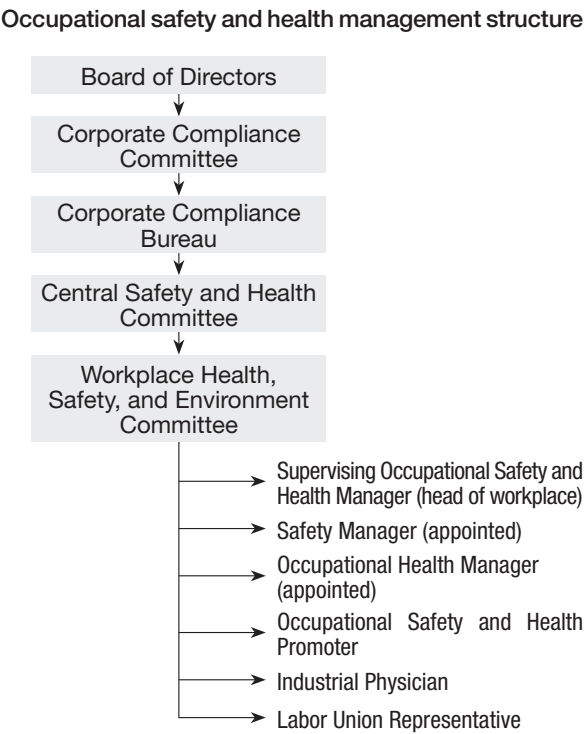 Occupational safety and health management structure
Board of Directors
Corporate Compliance
Committee
Corporate Compliance
Bureau
Central Safety and Health
Committee
Workplace Health,
Safety, and Environment
Committee
Supervising Occupational Safety and
Health Manager (head of workplace)
Safety Manager (appointed)
Occupational Health Manager
(appointed)
Occupational Safety and Health
Promoter
Industrial Physician
Labor Union Representative